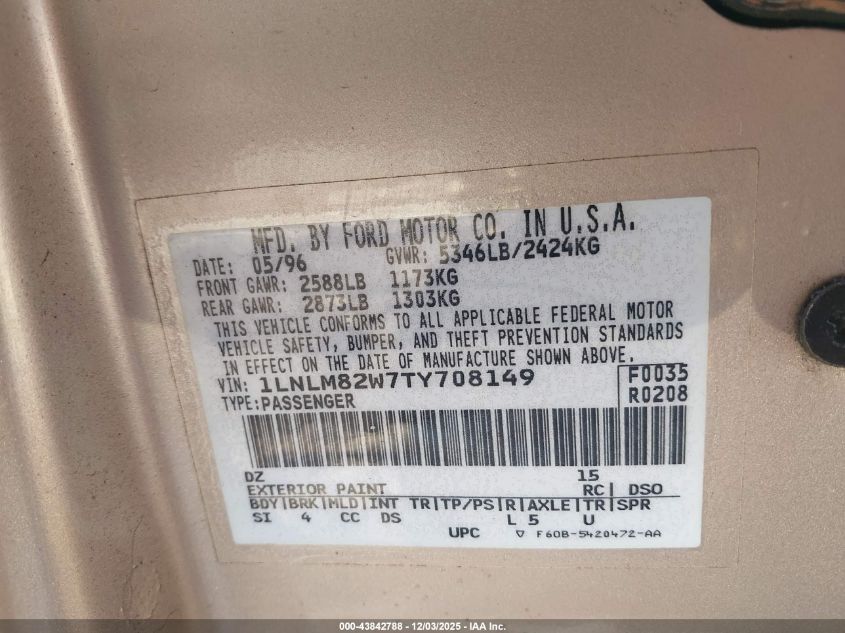 MFD. BY FORD MOTOR CO. IN U.S.A.
DATE: 05/96 GVWR: 5346LB/2424KG
FRONT GAWR: 2588LB 1173KG
REAR GAWR: 2873LB 1303KG
THIS VEHICLE CONFORMS TO ALL APPLICABLE FEDERAL MOTOR
VEHICLE SAFETY, BUMPER, AND THEFT PREVENTION STANDARDS
IN EFFECT ON THE DATE OF MANUFACTURE SHOWN ABOVE.
VIN: 1LNLM82W7TY708149 F0035
TYPE: PASSENGER R0208
DZ 15
EXTERIOR PAINT RC| DSO
BDY|BRK|MLD|INT TR|TP/PS|R|AXLE|TR|SPR
SI 4 CC DS L 5 U
UPC ▽ F60B-5420472-AA
000-43842788 - 12/03/2025 - IAA Inc.